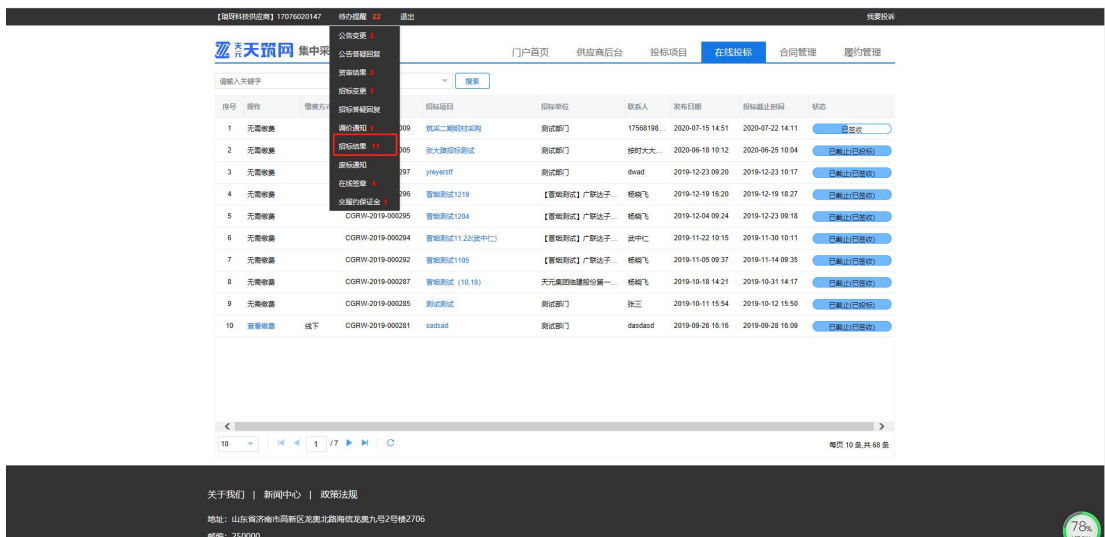 【琅琊科技供应商】17076020147 待办提醒 22 退出 我要投诉
天元 天筑网 集中采
门户首页 供应商后台 投标项目 在线投标 合同管理 履约管理
公告变更 2
公告答疑回复
资审结果 2
招标变更 1
招标答疑回复
调价通知 1
招标结果 11
废标通知
在线签章 4
交履约保证金 1
请输入关键字 搜索
序号 操作 缴费方式 招标项目 招标单位 联系人 发布日期 投标截止时间 状态
1 无需缴费 009 筑采二期钢材采购 测试部门 17568198... 2020-07-15 14:51 2020-07-22 14:11 已签收
2 无需缴费 005 张大路招标测试 测试部门 按时大大... 2020-06-18 10:12 2020-06-25 10:04 已截止(已投标)
3 无需缴费 297 yreyerstf 测试部门 dwad 2019-12-23 09:20 2019-12-23 10:17 已截止(已签收)
4 无需缴费 296 冒烟测试1219 【冒烟测试】广联达子... 杨晓飞 2019-12-19 16:20 2019-12-19 18:27 已截止(已签收)
5 无需缴费 CGRW-2019-000295 冒烟测试1204 【冒烟测试】广联达子... 杨晓飞 2019-12-04 09:24 2019-12-23 09:18 已截止(已签收)
6 无需缴费 CGRW-2019-000294 冒烟测试11.22(武中仁) 【冒烟测试】广联达子... 武中仁 2019-11-22 10:15 2019-11-30 10:11 已截止(已签收)
7 无需缴费 CGRW-2019-000292 冒烟测试1105 【冒烟测试】广联达子... 杨晓飞 2019-11-05 09:37 2019-11-14 09:35 已截止(已签收)
8 无需缴费 CGRW-2019-000287 冒烟测试 (10.18) 天元集团临建股份第一... 杨晓飞 2019-10-18 14:21 2019-10-31 14:17 已截止(已签收)
9 无需缴费 CGRW-2019-000285 测试测试 测试部门 张三 2019-10-11 15:54 2019-10-12 15:50 已截止(已投标)
10 查看缴费 线下 CGRW-2019-000281 sadsad 测试部门 dasdasd 2019-09-26 16:16 2019-09-28 16:09 已截止(已签收)
10 1 /7 每页 10 条,共 68 条
关于我们 | 新闻中心 | 政策法规
地址：山东省济南市高新区龙奥北路海信龙奥九号2号楼2706
邮编：250000
78%